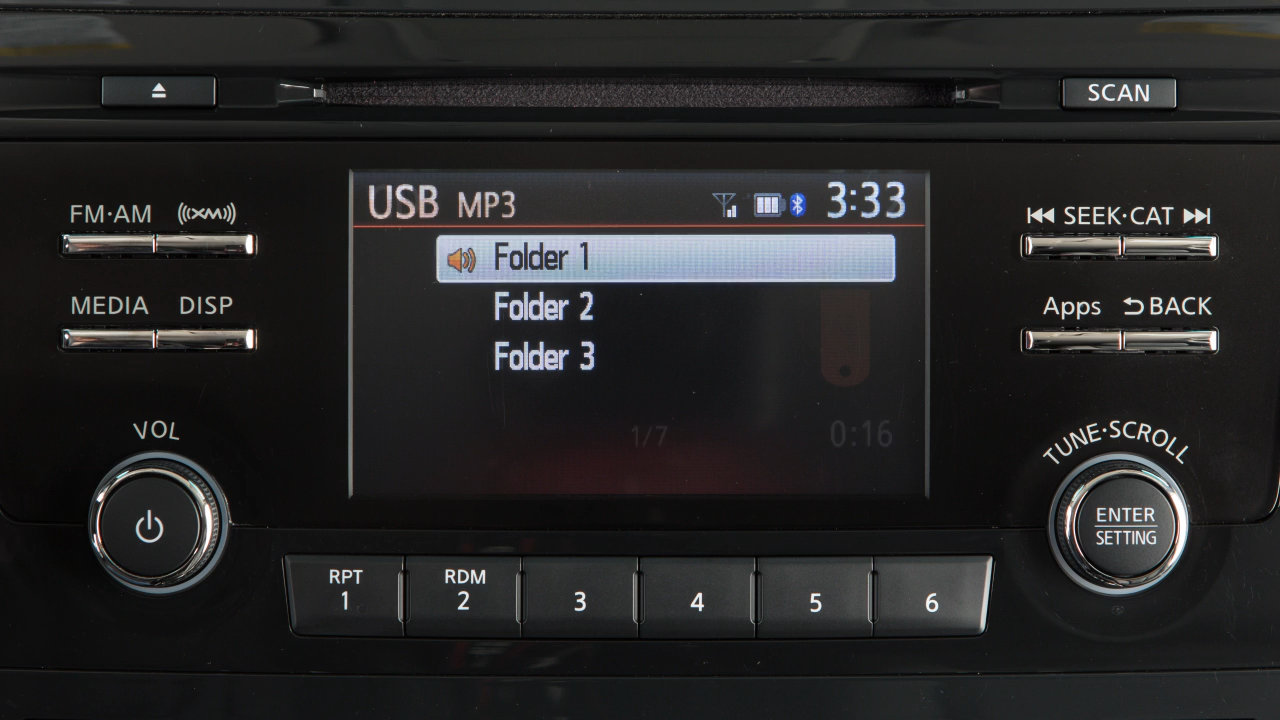 SCAN
FM·AM XM
USB MP3 3:33
SEEK·CAT
Folder 1
MEDIA DISP
Folder 2
Apps BACK
Folder 3
VOL
1/7 0:16
TUNE·SCROLL
ENTER
SETTING
RPT RDM
1 2 3 4 5 6